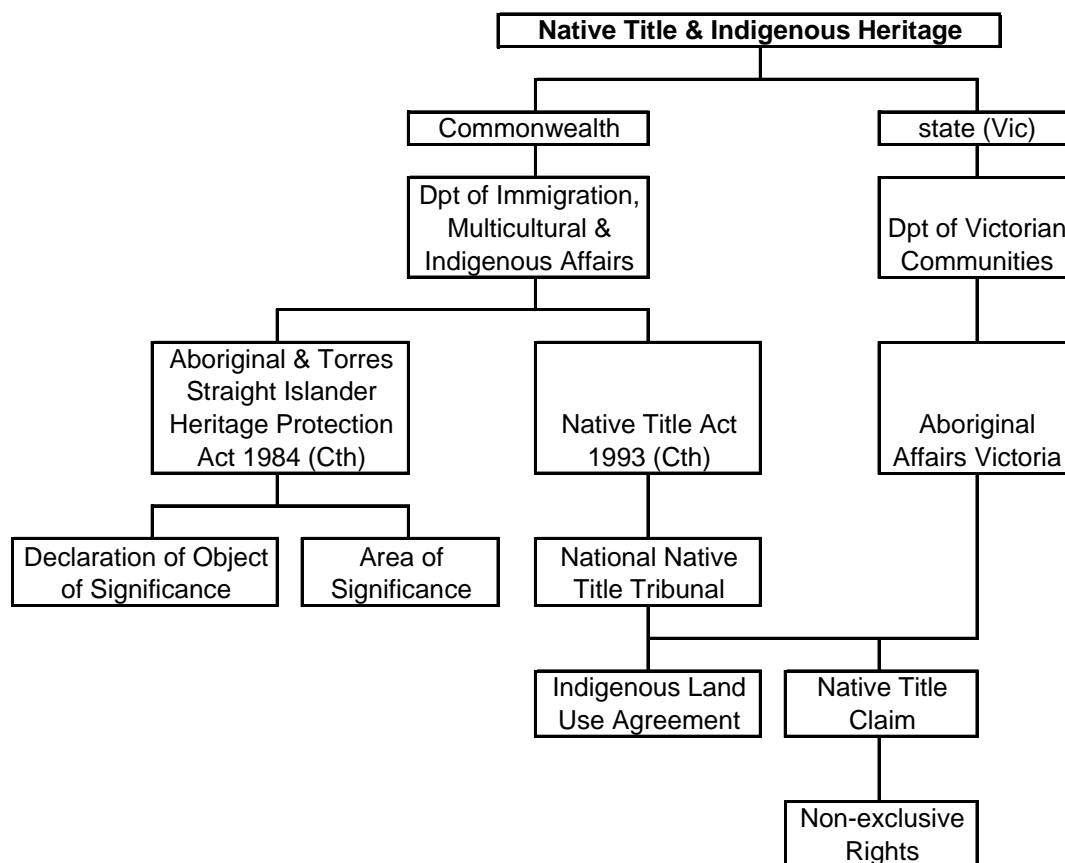 Native Title & Indigenous Heritage
Commonwealth
state (Vic)
Dpt of Immigration,
Multicultural &
Indigenous Affairs
Dpt of Victorian
Communities
Aboriginal & Torres
Straight Islander
Heritage Protection
Act 1984 (Cth)
Native Title Act
1993 (Cth)
Aboriginal
Affairs Victoria
Declaration of Object
of Significance
Area of
Significance
National Native
Title Tribunal
Indigenous Land
Use Agreement
Native Title
Claim
Non-exclusive
Rights